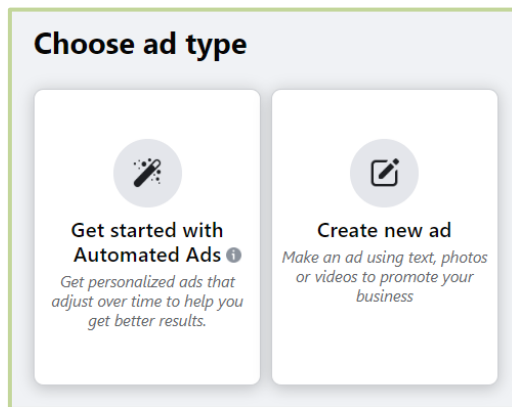 Choose ad type
Get started with
Automated Ads
Get personalized ads that
adjust over time to help you
get better results.
Create new ad
Make an ad using text, photos
or videos to promote your
business